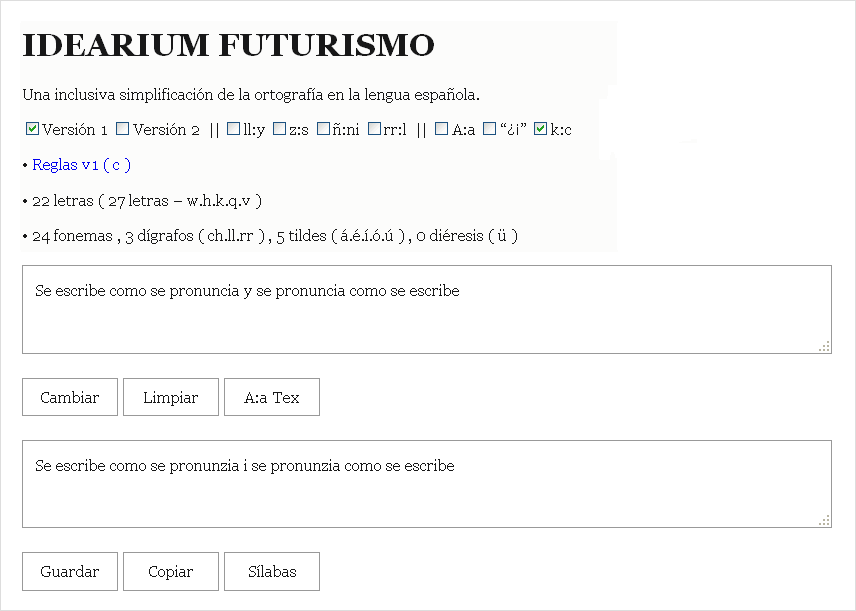 IDEARIUM FUTURISMO
Una inclusiva simplificación de la ortografía en la lengua española.
Versión 1 Versión 2 || ll:y z:s ñ:ni rr:l || A:a “¿¡” k:c
• Reglas v1 ( c )
• 22 letras ( 27 letras – w.h.k.q.v )
• 24 fonemas , 3 dígrafos ( ch.ll.rr ) , 5 tildes ( á.é.í.ó.ú ) , 0 diéresis ( ü )
Se escribe como se pronuncia y se pronuncia como se escribe
Cambiar Limpiar A:a Tex
Se escribe como se pronunzia i se pronunzia como se escribe
Guardar Copiar Sílabas